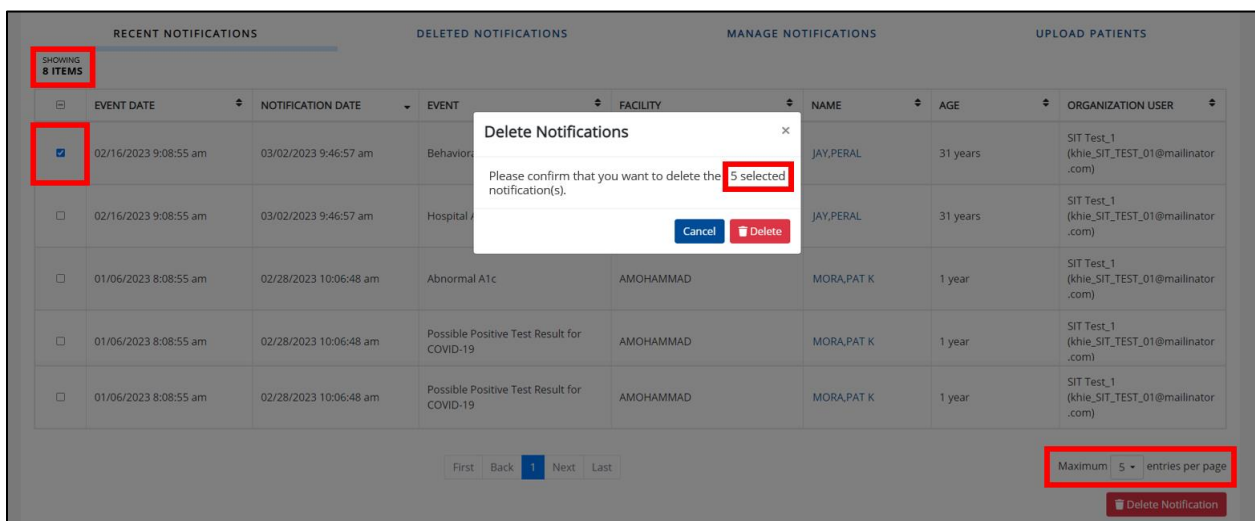 RECENT NOTIFICATIONS DELETED NOTIFICATIONS MANAGE NOTIFICATIONS UPLOAD PATIENTS
SHOWING
8 ITEMS
EVENT DATE NOTIFICATION DATE EVENT FACILITY NAME AGE ORGANIZATION USER
Delete Notifications ×
Please confirm that you want to delete the 5 selected
notification(s).
Cancel Delete
02/16/2023 9:08:55 am 03/02/2023 9:46:57 am JAY,PERAL 31 years
SIT Test_1
(khie_SIT_TEST_01@mailinator
.com)
02/16/2023 9:08:55 am 03/02/2023 9:46:57 am Hospital JAY,PERAL 31 years
SIT Test_1
(khie_SIT_TEST_01@mailinator
.com)
01/06/2023 8:08:55 am 02/28/2023 10:06:48 am Abnormal A1c AMOHAMMAD MORA,PAT K 1 year
SIT Test_1
(khie_SIT_TEST_01@mailinator
.com)
01/06/2023 8:08:55 am 02/28/2023 10:06:48 am
Possible Positive Test Result for
COVID-19
AMOHAMMAD MORA,PAT K 1 year
SIT Test_1
(khie_SIT_TEST_01@mailinator
.com)
01/06/2023 8:08:55 am 02/28/2023 10:06:48 am
Possible Positive Test Result for
COVID-19
AMOHAMMAD MORA,PAT K 1 year
SIT Test_1
(khie_SIT_TEST_01@mailinator
.com)
First Back 1 Next Last
Maximum 5 entries per page
Delete Notification